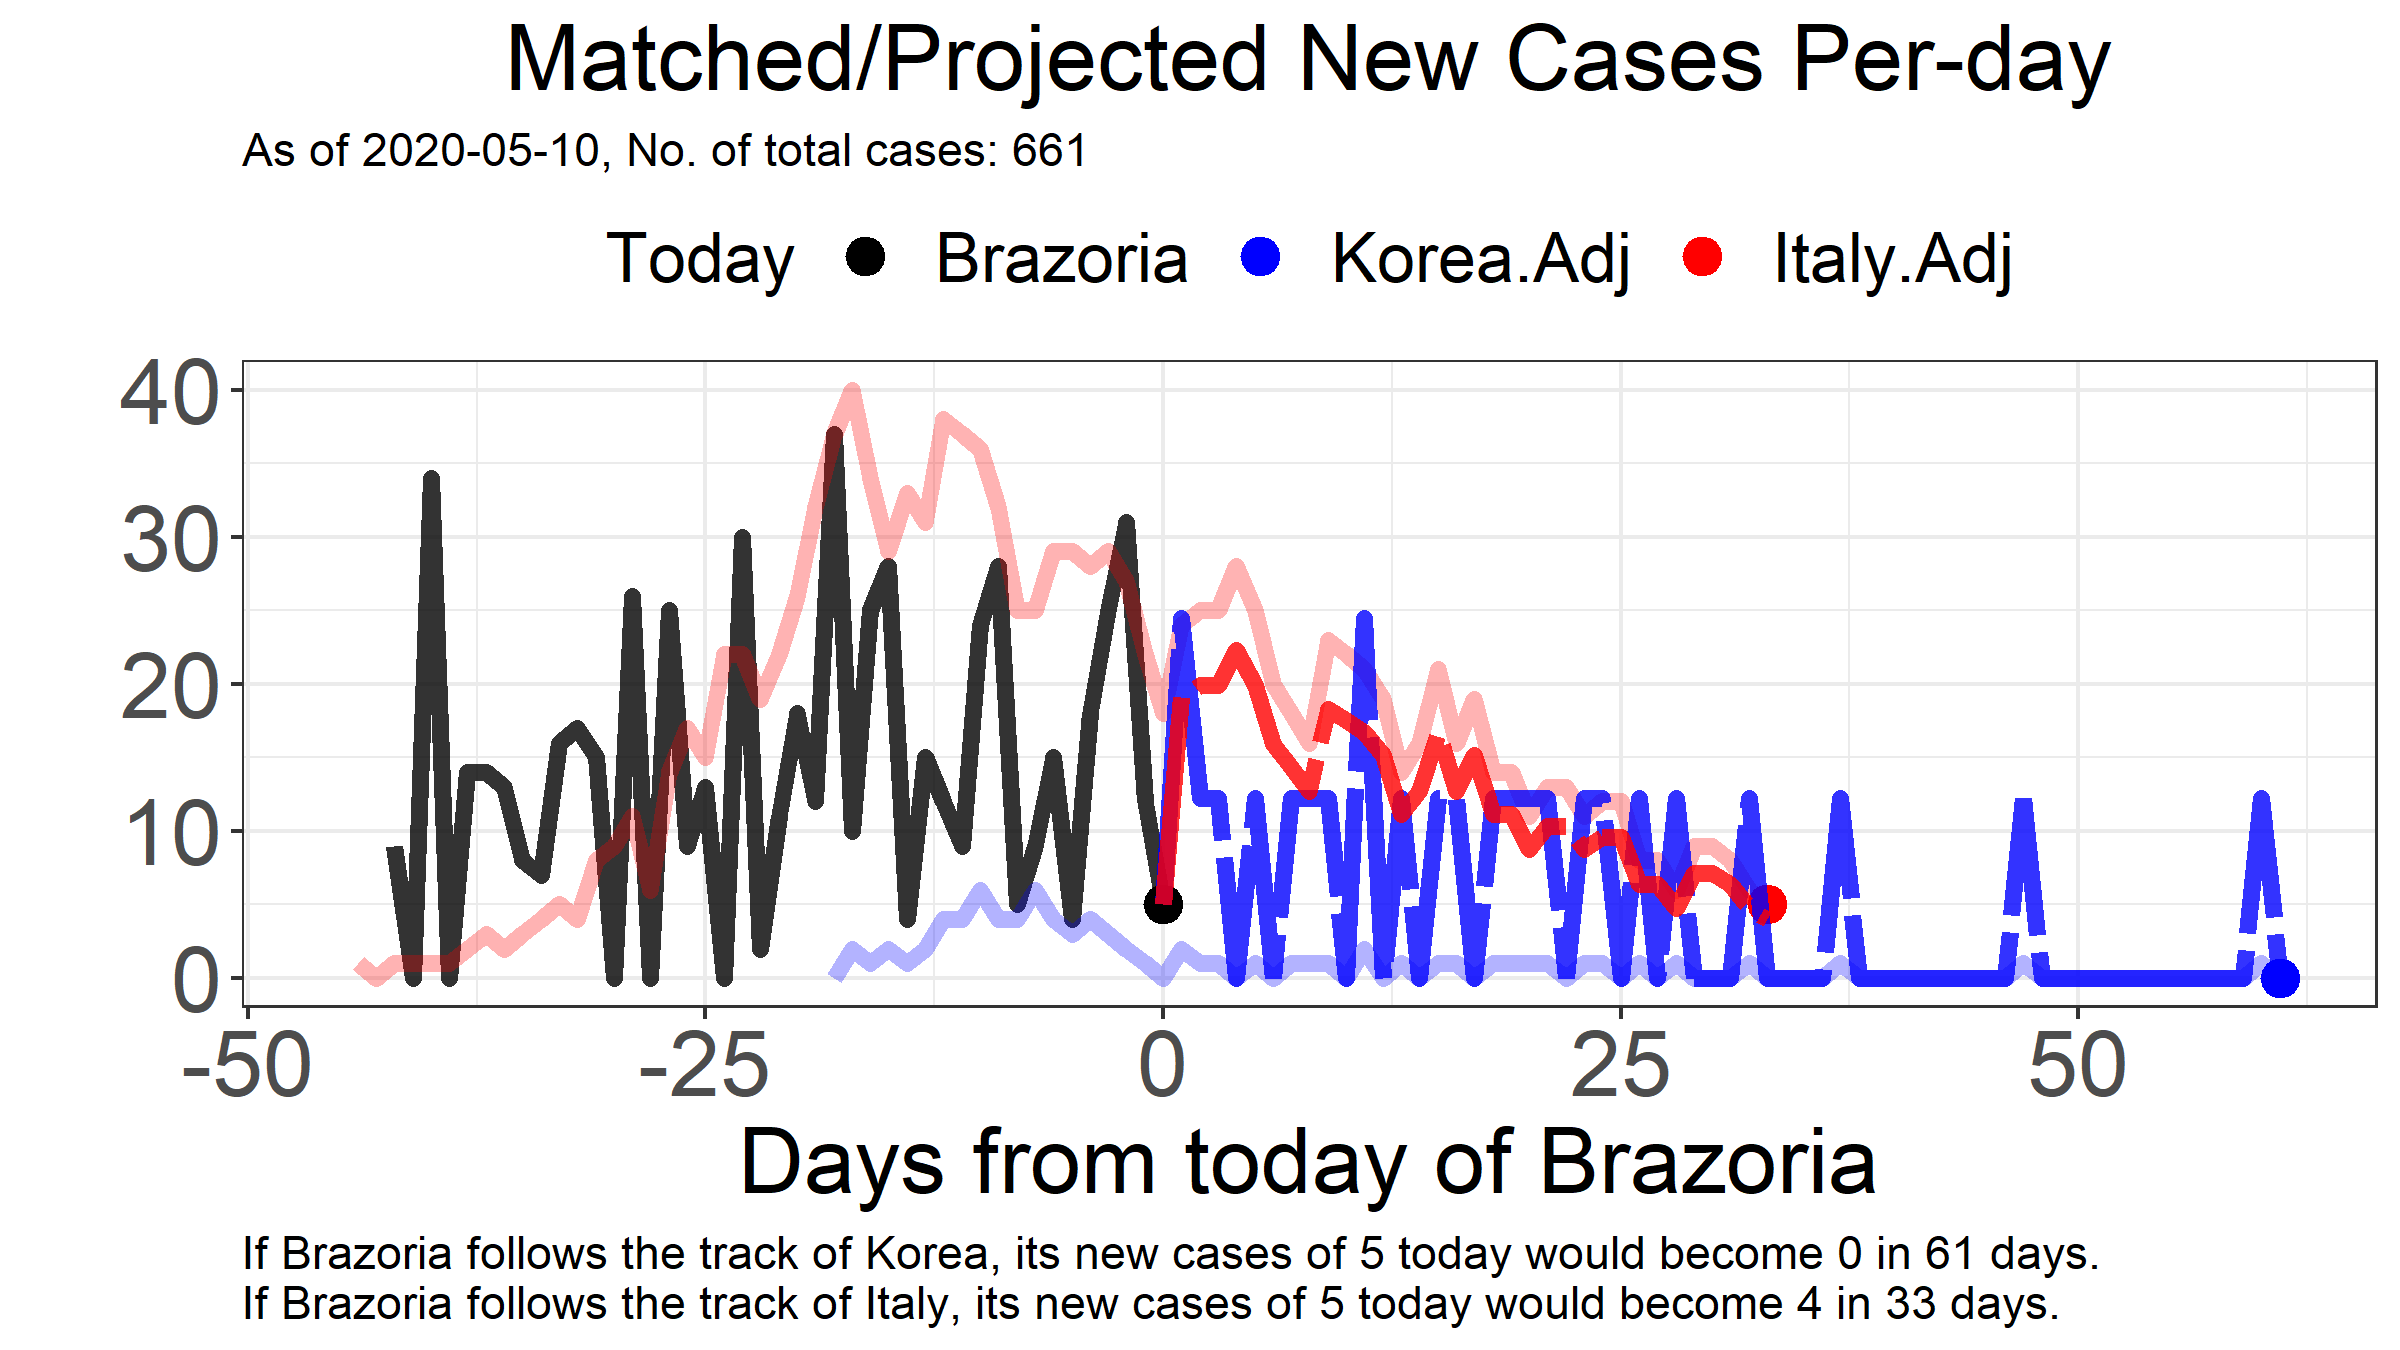 Matched/Projected New Cases Per-day
As of 2020-05-10, No. of total cases: 661
Today Brazoria Korea.Adj Italy.Adj
40
30
20
10
0
-50 -25 0 25 50
Days from today of Brazoria
If Brazoria follows the track of Korea, its new cases of 5 today would become 0 in 61 days.
If Brazoria follows the track of Italy, its new cases of 5 today would become 4 in 33 days.